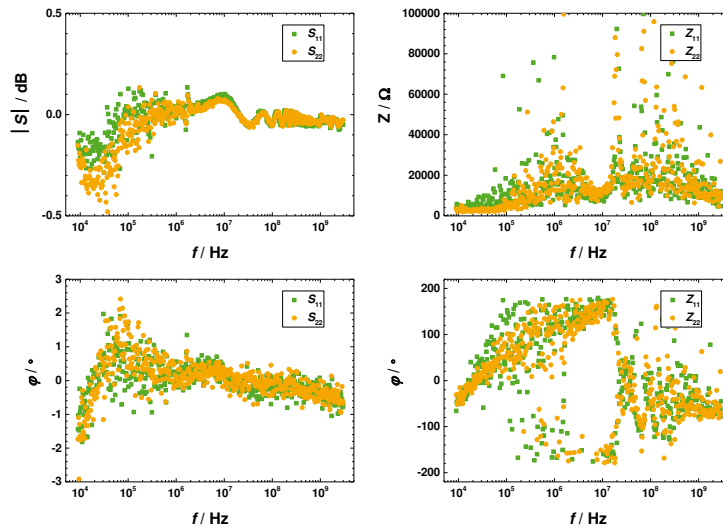 0.5
0.0
-0.5
|S| / dB
S11
S22
10^4 10^5 10^6 10^7 10^8 10^9
f / Hz
100000
80000
60000
40000
20000
0
Z / Ω
Z11
Z22
10^4 10^5 10^6 10^7 10^8 10^9
f / Hz
3
2
1
0
-1
-2
-3
φ / °
S11
S22
10^4 10^5 10^6 10^7 10^8 10^9
f / Hz
200
100
0
-100
-200
φ / °
Z11
Z22
10^4 10^5 10^6 10^7 10^8 10^9
f / Hz